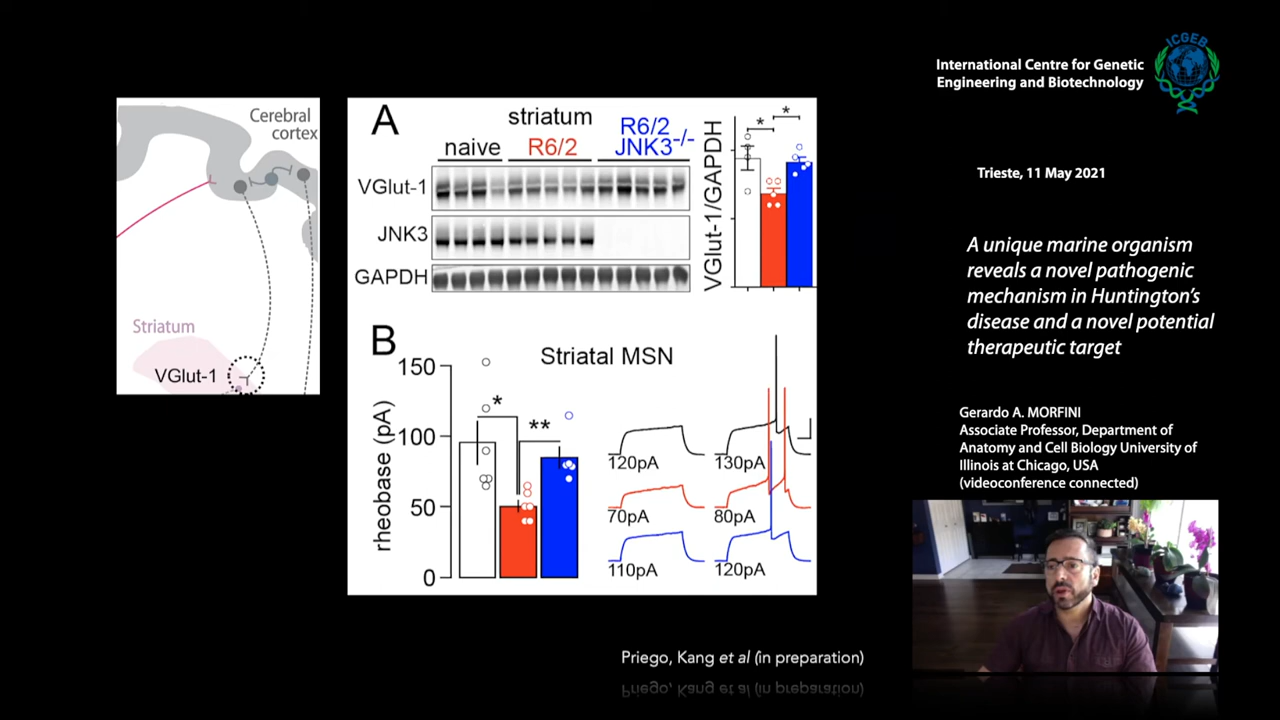 Cerebral
cortex
Striatum
VGlut-1
A
striatum
naive
R6/2
R6/2
JNK3-/-
VGlut-1
JNK3
GAPDH
VGlut-1/GAPDH
*
*
B
Striatal MSN
rheobase (pA)
150
100
50
0
*
**
120pA
130pA
70pA
80pA
110pA
120pA
Priego, Kang et al (in preparation)
ICGEB
International Centre for Genetic
Engineering and Biotechnology
Trieste, 11 May 2021
A unique marine organism
reveals a novel pathogenic
mechanism in Huntington's
disease and a novel potential
therapeutic target
Gerardo A. MORFINI
Associate Professor, Department of
Anatomy and Cell Biology University of
Illinois at Chicago, USA
(videoconference connected)